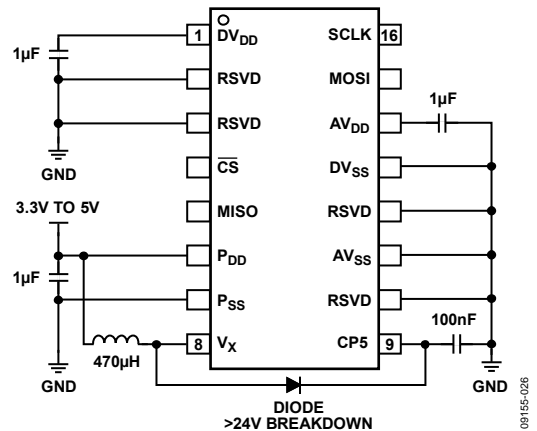 1 DVDD SCLK 16
1µF
RSVD MOSI
1µF
RSVD AVDD
CS DVSS
GND
3.3V TO 5V
MISO RSVD
PDD AVSS
1µF
PSS RSVD
100nF
8 VX CP5 9
470µH
GND GND
DIODE
>24V BREAKDOWN
09155-026